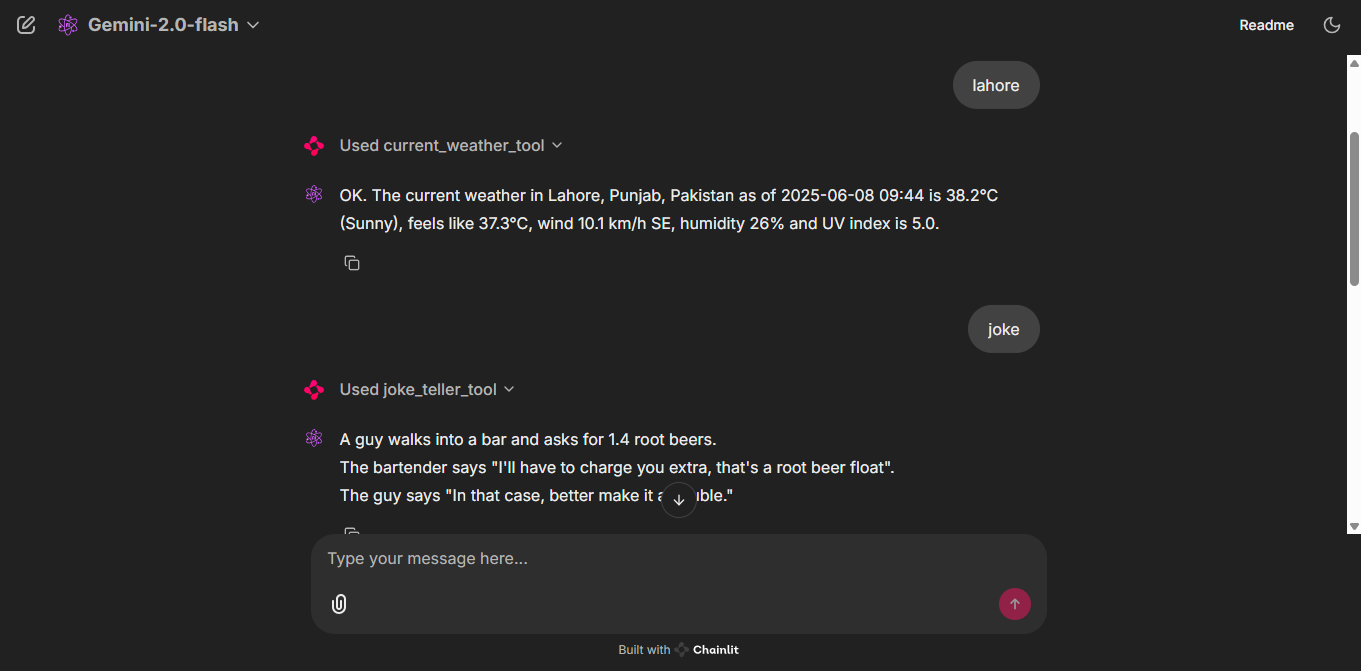 Gemini-2.0-flash
Readme
lahore
Used current_weather_tool
OK. The current weather in Lahore, Punjab, Pakistan as of 2025-06-08 09:44 is 38.2°C
(Sunny), feels like 37.3°C, wind 10.1 km/h SE, humidity 26% and UV index is 5.0.
joke
Used joke_teller_tool
A guy walks into a bar and asks for 1.4 root beers.
The bartender says "I'll have to charge you extra, that's a root beer float".
The guy says "In that case, better make it a double."
Type your message here...
Built with Chainlit